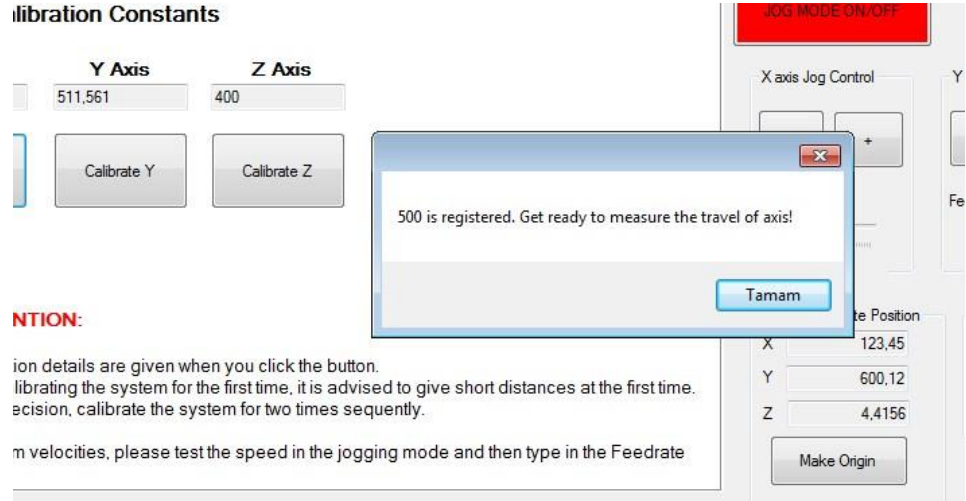 libration Constants
JOG MODE ON/OFF
Y Axis
Z Axis
511,561
400
Calibrate Y
Calibrate Z
X axis Jog Control
Y
+
Fe
500 is registered. Get ready to measure the travel of axis!
Tamam
NTION:
ion details are given when you click the button.
librating the system for the first time, it is advised to give short distances at the first time.
ecision, calibrate the system for two times sequently.
m velocities, please test the speed in the jogging mode and then type in the Feedrate
te Position
X 123,45
Y 600,12
Z 4,4156
Make Origin